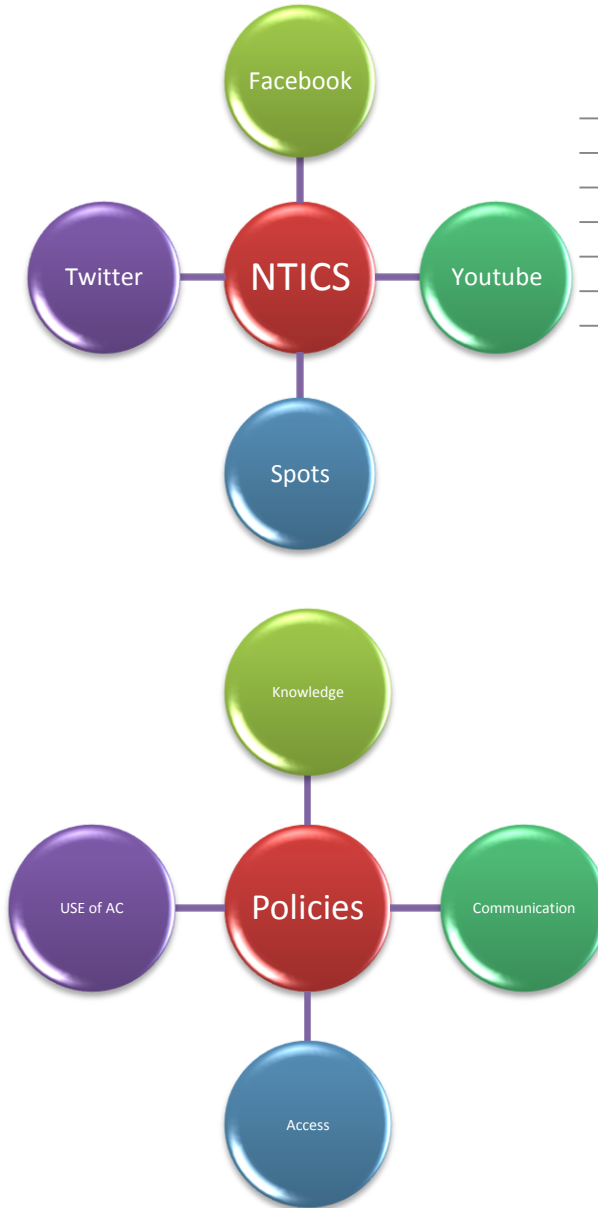 Facebook
Twitter
NTICS
Youtube
Spots
Knowledge
USE of AC
Policies
Communication
Access